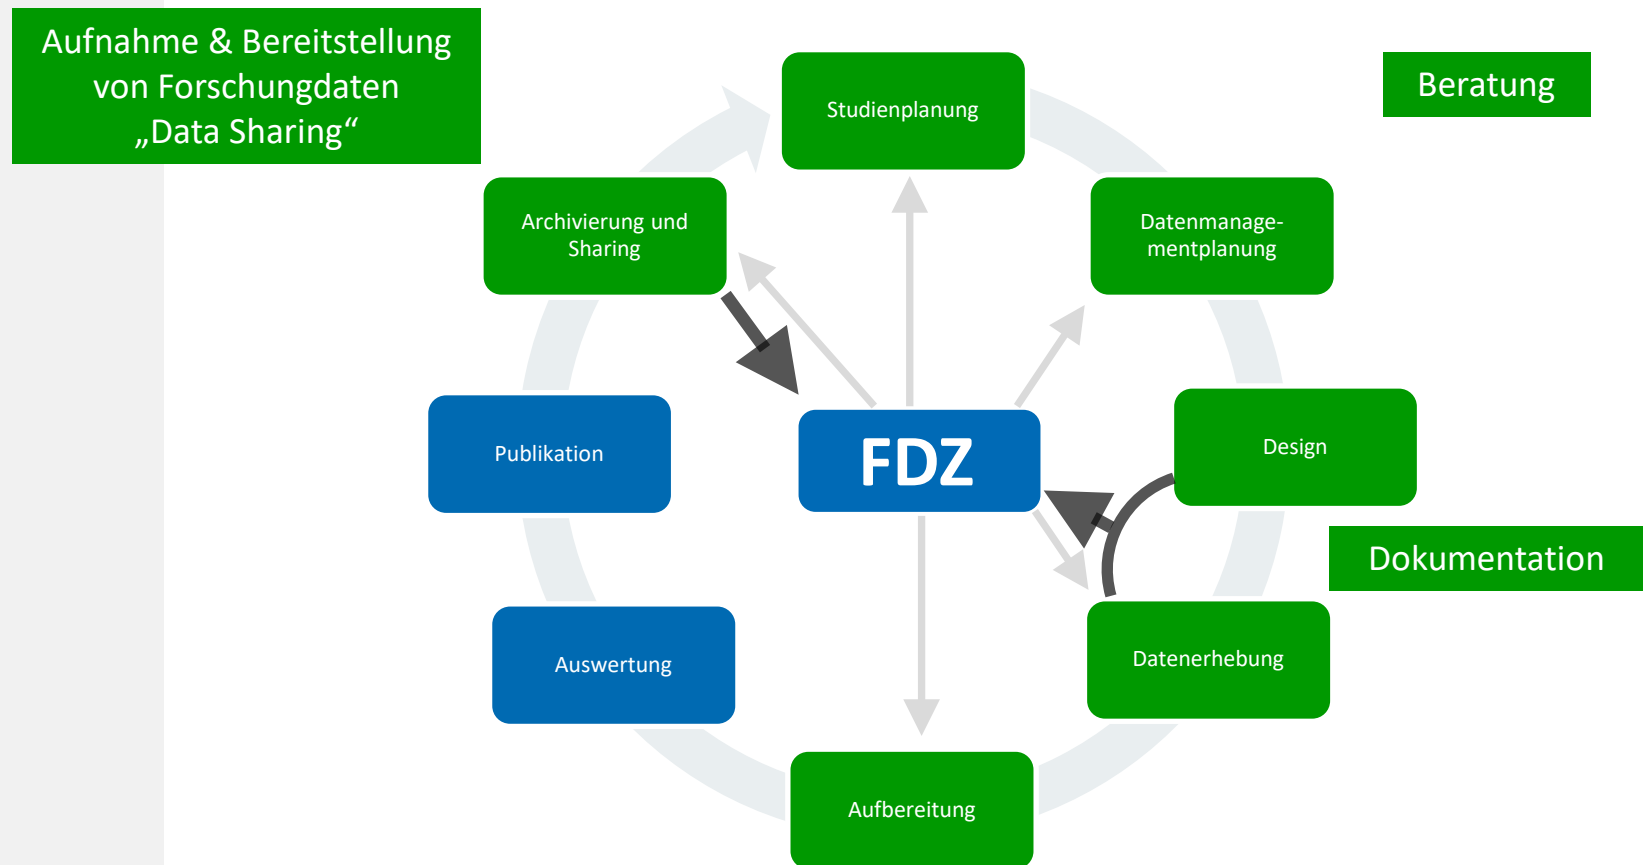 Aufnahme & Bereitstellung
von Forschungdaten
„Data Sharing“
Beratung
Studienplanung
Archivierung und
Sharing
Datenmanage-
mentplanung
Publikation
FDZ
Design
Dokumentation
Auswertung
Datenerhebung
Aufbereitung